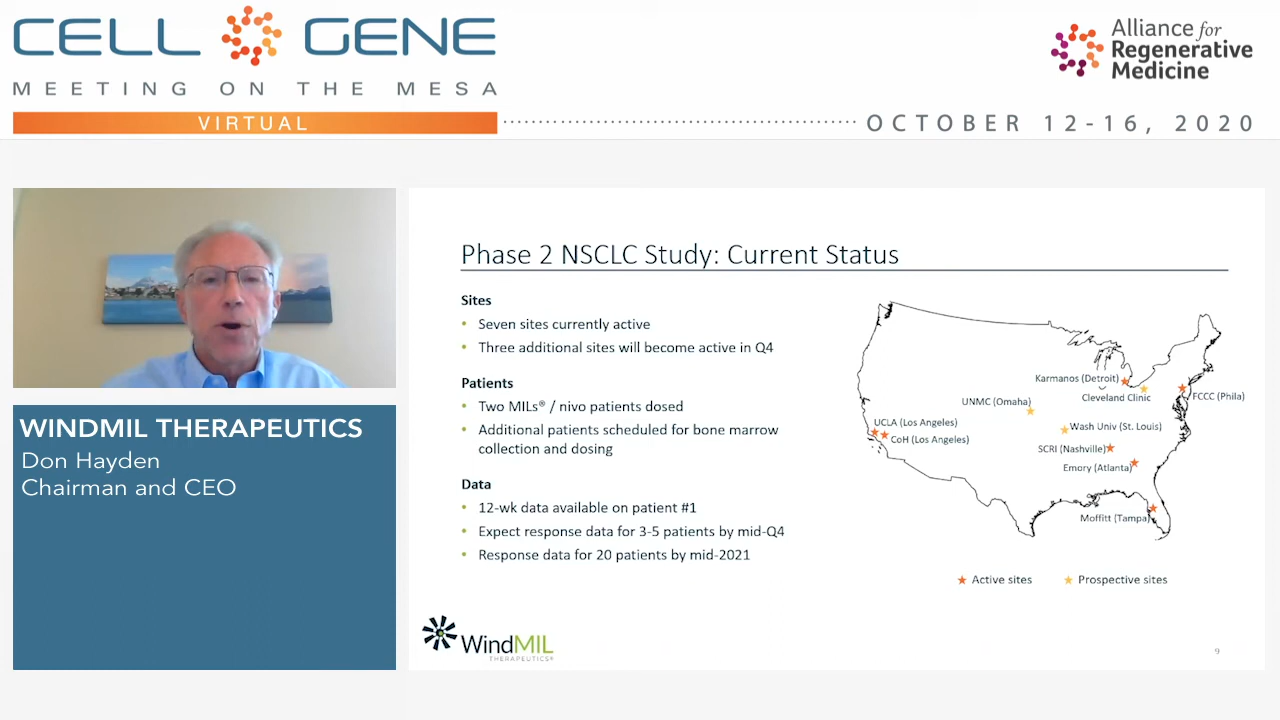 CELL GENE
MEETING ON THE MESA
VIRTUAL
Alliance for
Regenerative
Medicine
OCTOBER 12-16, 2020
WINDMIL THERAPEUTICS
Don Hayden
Chairman and CEO
Phase 2 NSCLC Study: Current Status
Sites
• Seven sites currently active
• Three additional sites will become active in Q4
Patients
• Two MILs® / nivo patients dosed
• Additional patients scheduled for bone marrow
collection and dosing
Data
• 12-wk data available on patient #1
• Expect response data for 3-5 patients by mid-Q4
• Response data for 20 patients by mid-2021
Karmanos (Detroit)
Cleveland Clinic
FCCC (Phila)
UNMC (Omaha)
UCLA (Los Angeles)
CoH (Los Angeles)
Wash Univ (St. Louis)
SCRI (Nashville)
Emory (Atlanta)
Moffitt (Tampa)
Active sites
Prospective sites
WindMIL
THERAPEUTICS®
9